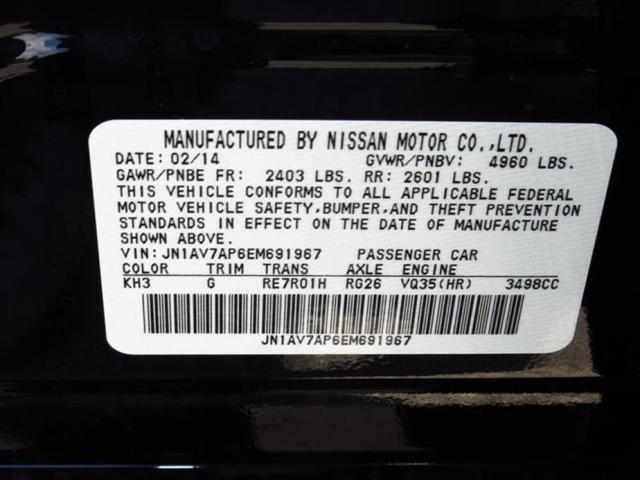 MANUFACTURED BY NISSAN MOTOR CO.,LTD.
DATE: 02/14 GVWR/PNBV: 4960 LBS.
GAWR/PNBE FR: 2403 LBS. RR: 2601 LBS.
THIS VEHICLE CONFORMS TO ALL APPLICABLE FEDERAL
MOTOR VEHICLE SAFETY,BUMPER,AND THEFT PREVENTION
STANDARDS IN EFFECT ON THE DATE OF MANUFACTURE
SHOWN ABOVE.
VIN:JN1AV7AP6EM691967 PASSENGER CAR
COLOR TRIM TRANS AXLE ENGINE
KH3 G RE7R01H RG26 VQ35(HR) 3498CC
JN1AV7AP6EM691967